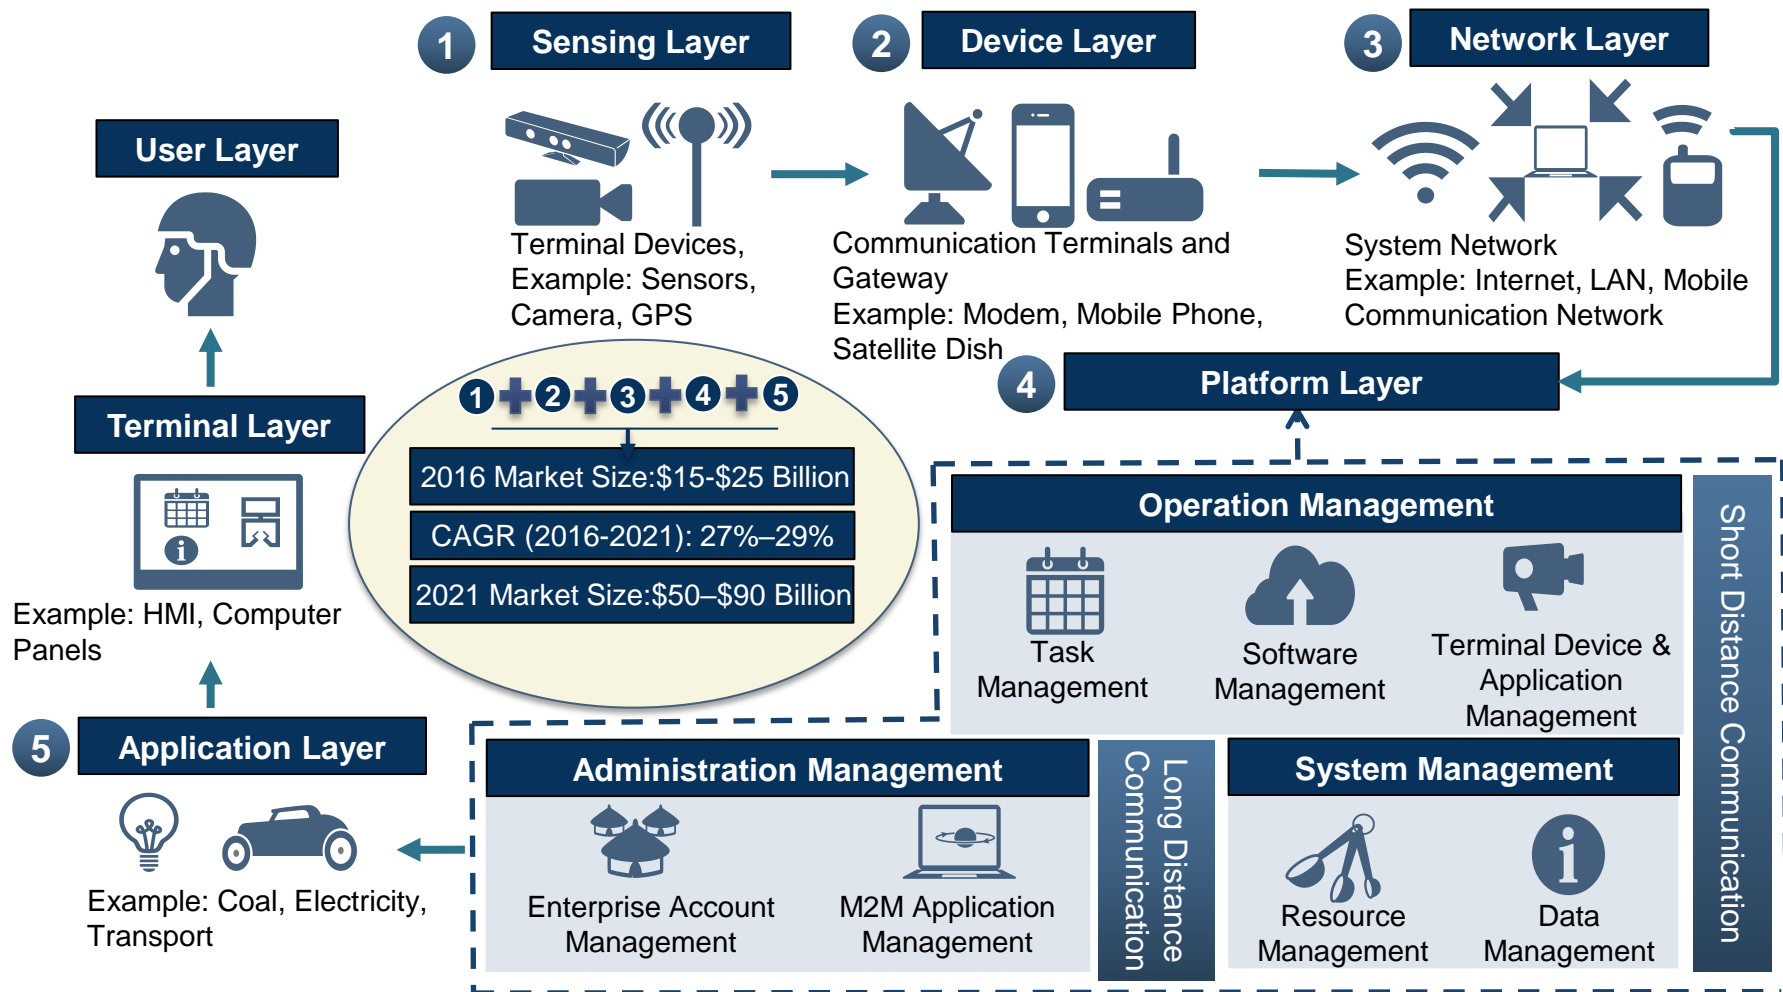 1
Sensing Layer
2
Device Layer
3
Network Layer
User Layer
Terminal Devices,
Example: Sensors,
Camera, GPS
Communication Terminals and
Gateway
Example: Modem, Mobile Phone,
Satellite Dish
System Network
Example: Internet, LAN, Mobile
Communication Network
4
Platform Layer
1 + 2 + 3 + 4 + 5
2016 Market Size:$15-$25 Billion
CAGR (2016-2021): 27%–29%
2021 Market Size:$50–$90 Billion
Terminal Layer
Example: HMI, Computer
Panels
Operation Management
Task
Management
Software
Management
Terminal Device &
Application
Management
Short Distance Communication
5
Application Layer
Example: Coal, Electricity,
Transport
Administration Management
Enterprise Account
Management
M2M Application
Management
Long Distance
Communication
System Management
Resource
Management
Data
Management